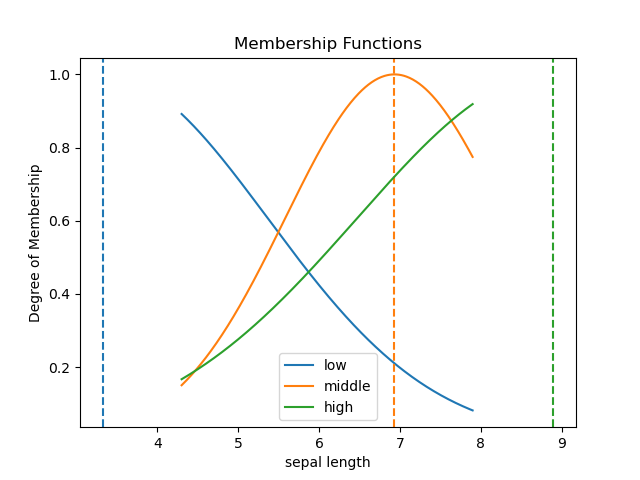 Membership Functions
Degree of Membership
1.0
0.8
0.6
0.4
0.2
low
middle
high
4 5 6 7 8 9
sepal length